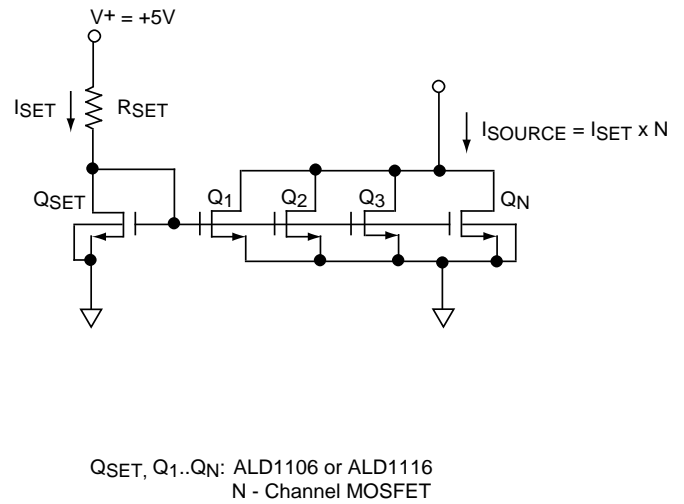 V+ = +5V
ISET
RSET
ISOURCE = ISET x N
QSET
Q1
Q2
Q3
QN
QSET, Q1..QN: ALD1106 or ALD1116
N - Channel MOSFET